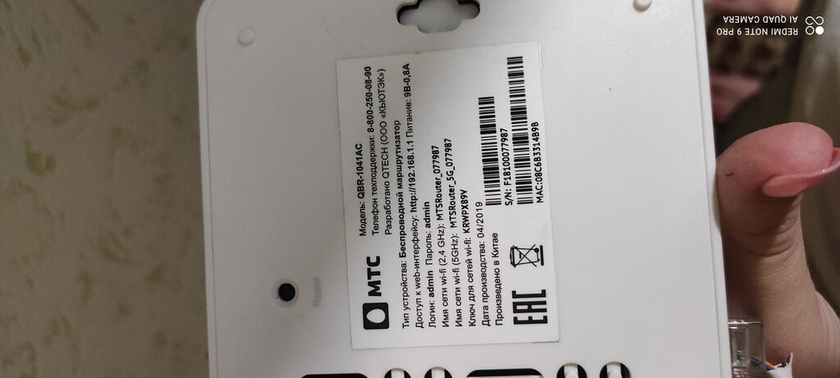 МТС
Модель: QBR-1041AC
Телефон техподдержки: 8-800-250-08-90
Разработано QTECH (ООО «КЬЮТЭК»)
Тип устройства: Беспроводной маршрутизатор
Доступ к web-интерфейсу: http://192.168.1.1 Питание: 9В-0,8А
Логин: admin Пароль: admin
Имя сети wi-fi (2,4 GHz): MTSRouter_077987
Имя сети wi-fi (5GHz): MTSRouter_5G_077987
Ключ для сетей wi-fi: KRWPX89V
Дата производства: 04/2019
Произведено в Китае
EAC
S/N: F18100077987
MAC:08C6B33149B9B
REDMI NOTE 9 PRO
AI QUAD CAMERA